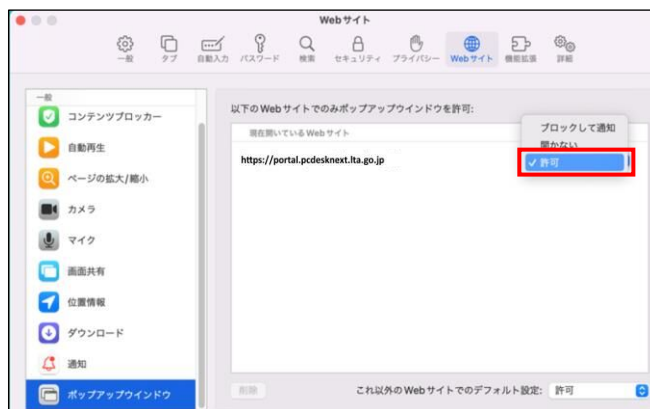 Webサイト
一般
タブ
自動入力
パスワード
検索
セキュリティ
プライバシー
Webサイト
機能拡張
詳細
一般
コンテンツブロッカー
自動再生
ページの拡大/縮小
カメラ
マイク
画面共有
位置情報
ダウンロード
通知
ポップアップウインドウ
以下のWebサイトでのみポップアップウインドウを許可:
現在開いているWebサイト
https://portal.pcdesknext.lta.go.jp
ブロックして通知
開かない
✓ 許可
削除
これ以外のWebサイトでのデフォルト設定: 許可